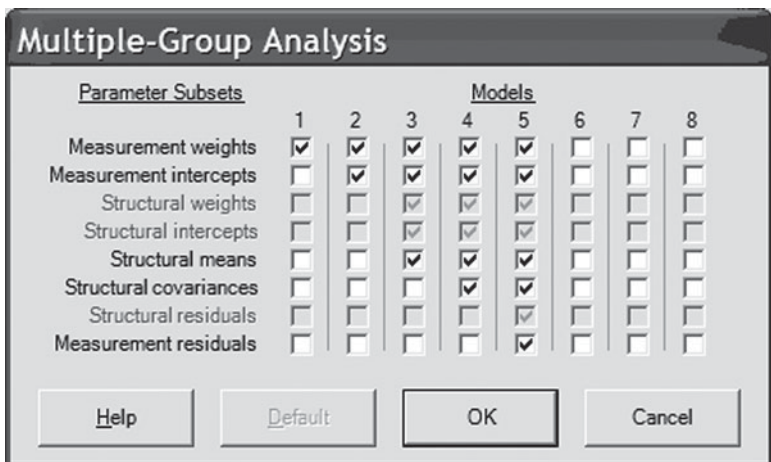 Multiple-Group Analysis
Parameter Subsets Models
1 2 3 4 5 6 7 8
Measurement weights
Measurement intercepts
Structural weights
Structural intercepts
Structural means
Structural covariances
Structural residuals
Measurement residuals
Help Default OK Cancel